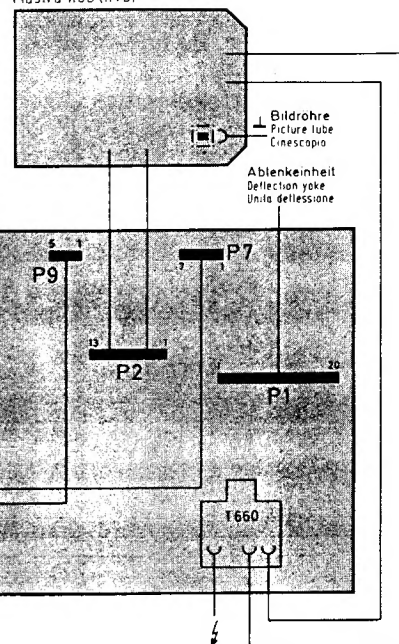 Bildröhre
Picture tube
Cinescopio
Ablenkeinheit
Deflection yoke
Unità deflessione
5 1
P9
7 1
P7
13 1
P2
1 20
P1
T660